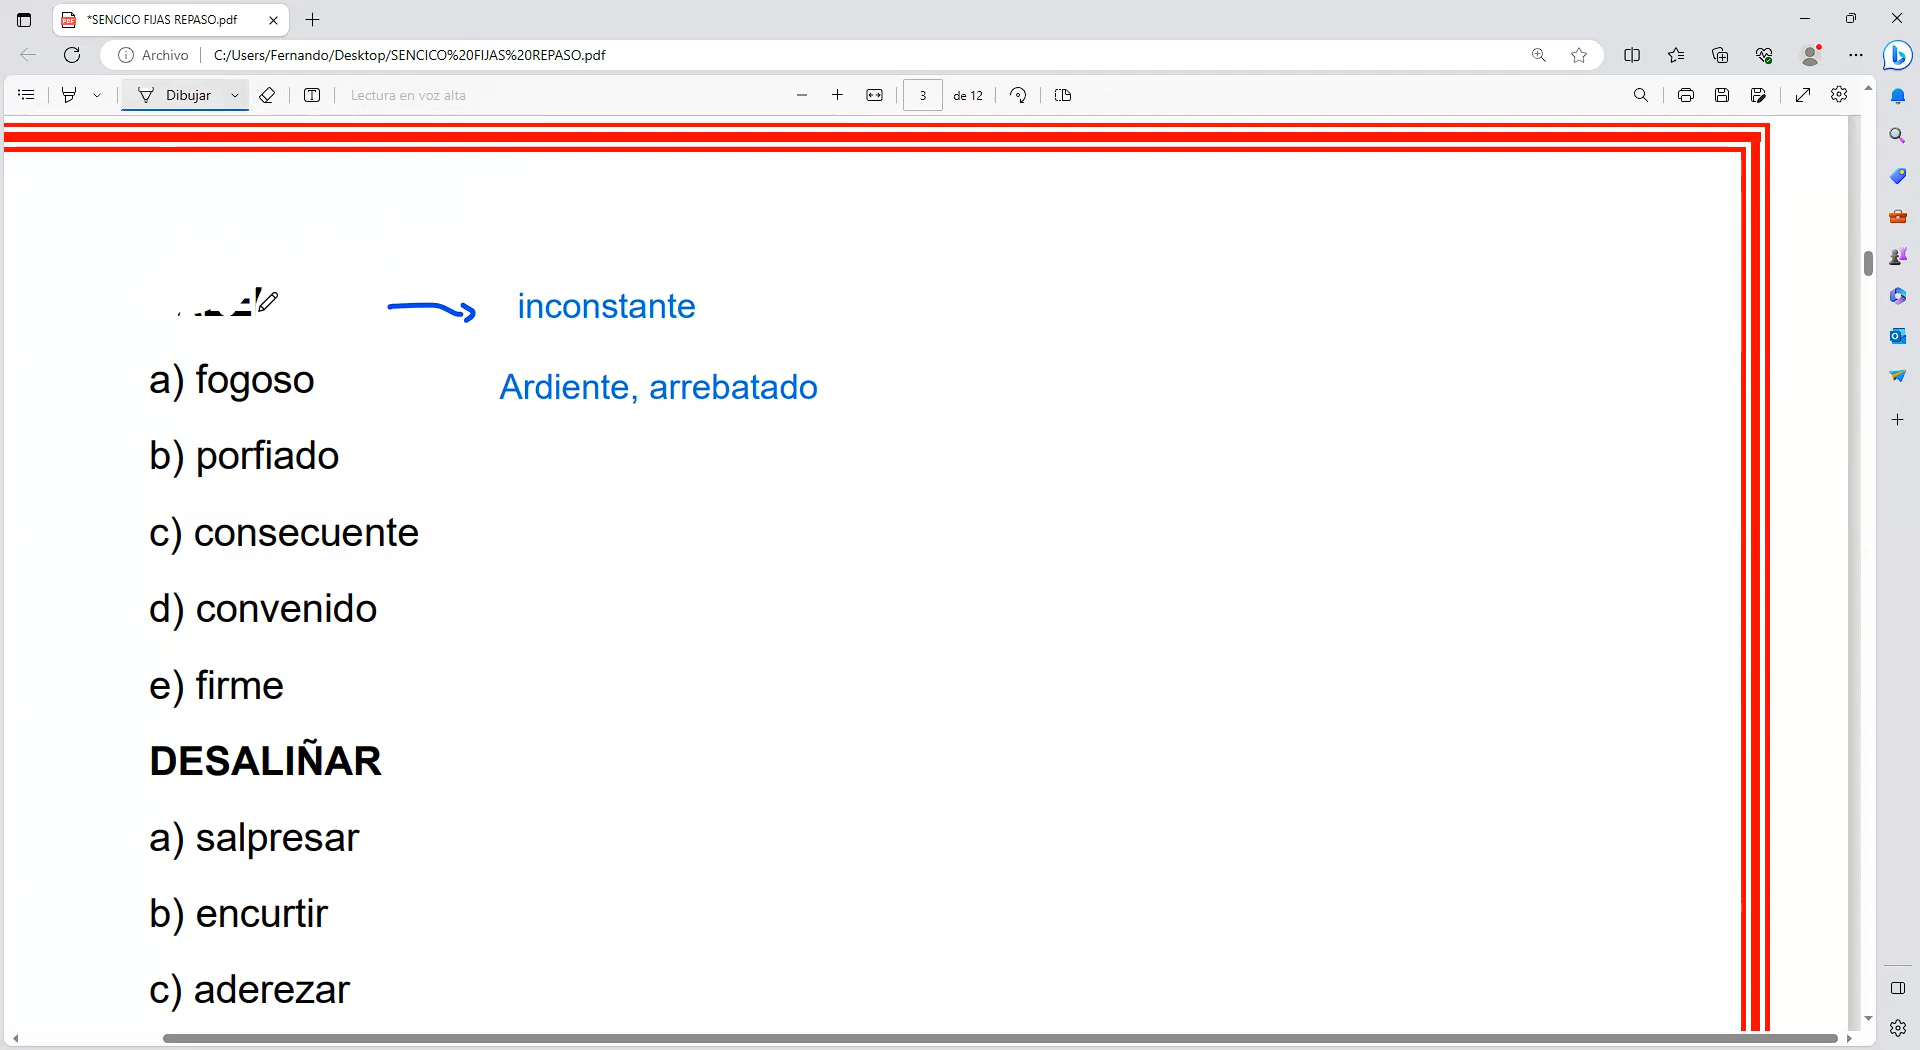 *SENCICO FIJAS REPASO.pdf
Archivo C:/Users/Fernando/Desktop/SENCICO%20FIJAS%20REPASO.pdf
Dibujar Lectura en voz alta 3 de 12
inconstante
a) fogoso Ardiente, arrebatado
b) porfiado
c) consecuente
d) convenido
e) firme
DESALIÑAR
a) salpresar
b) encurtir
c) aderezar